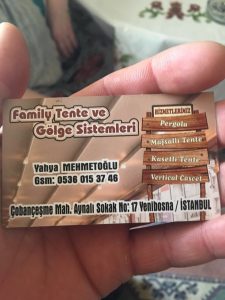 Family Tente ve
Gölge Sistemleri
Yahya MEHMETOĞLU
Gsm: 0536 015 37 46
HİZMETLERİMİZ
Pergola
Mafsallı Tente
Kasetli Tente
Vertical Cascet
Çobançeşme Mah. Aynalı Sokak No: 17 Yenibosna / İSTANBUL